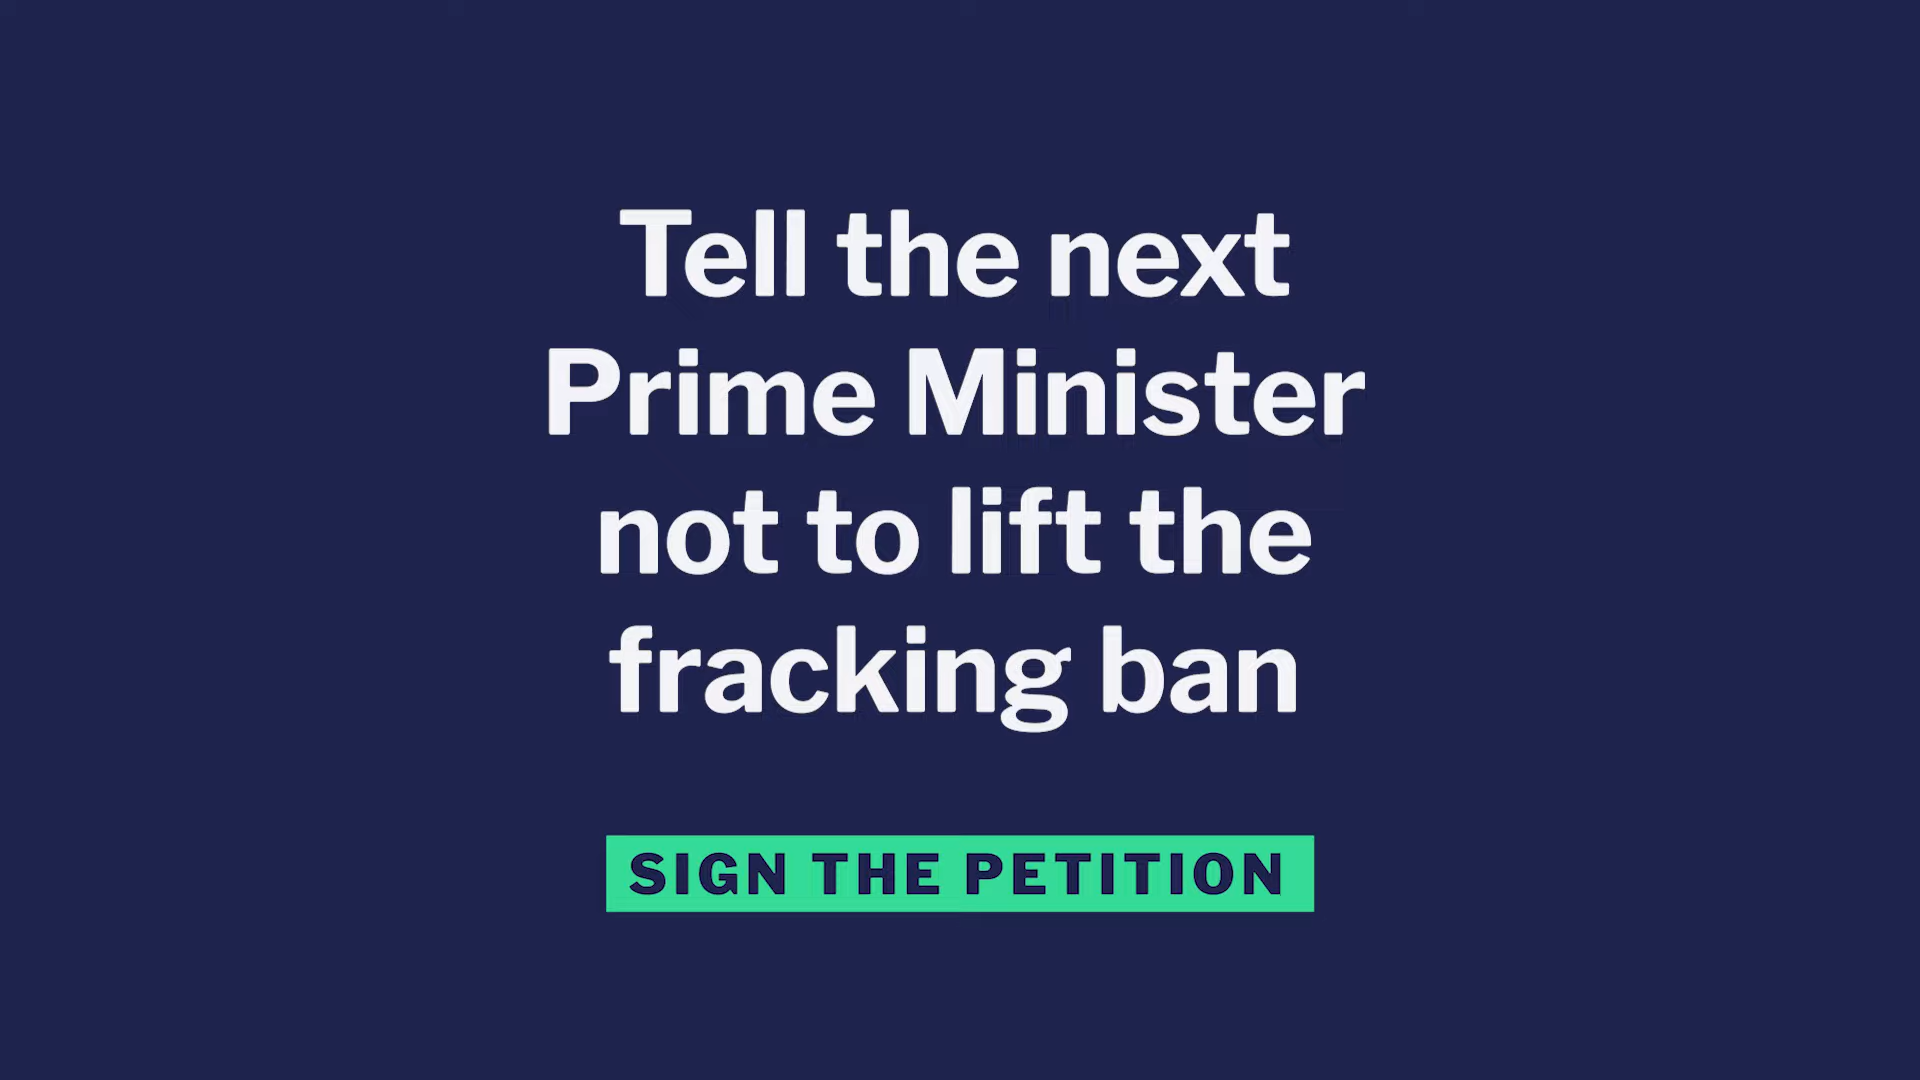 Tell the next
Prime Minister
not to lift the
fracking ban
SIGN THE PETITION